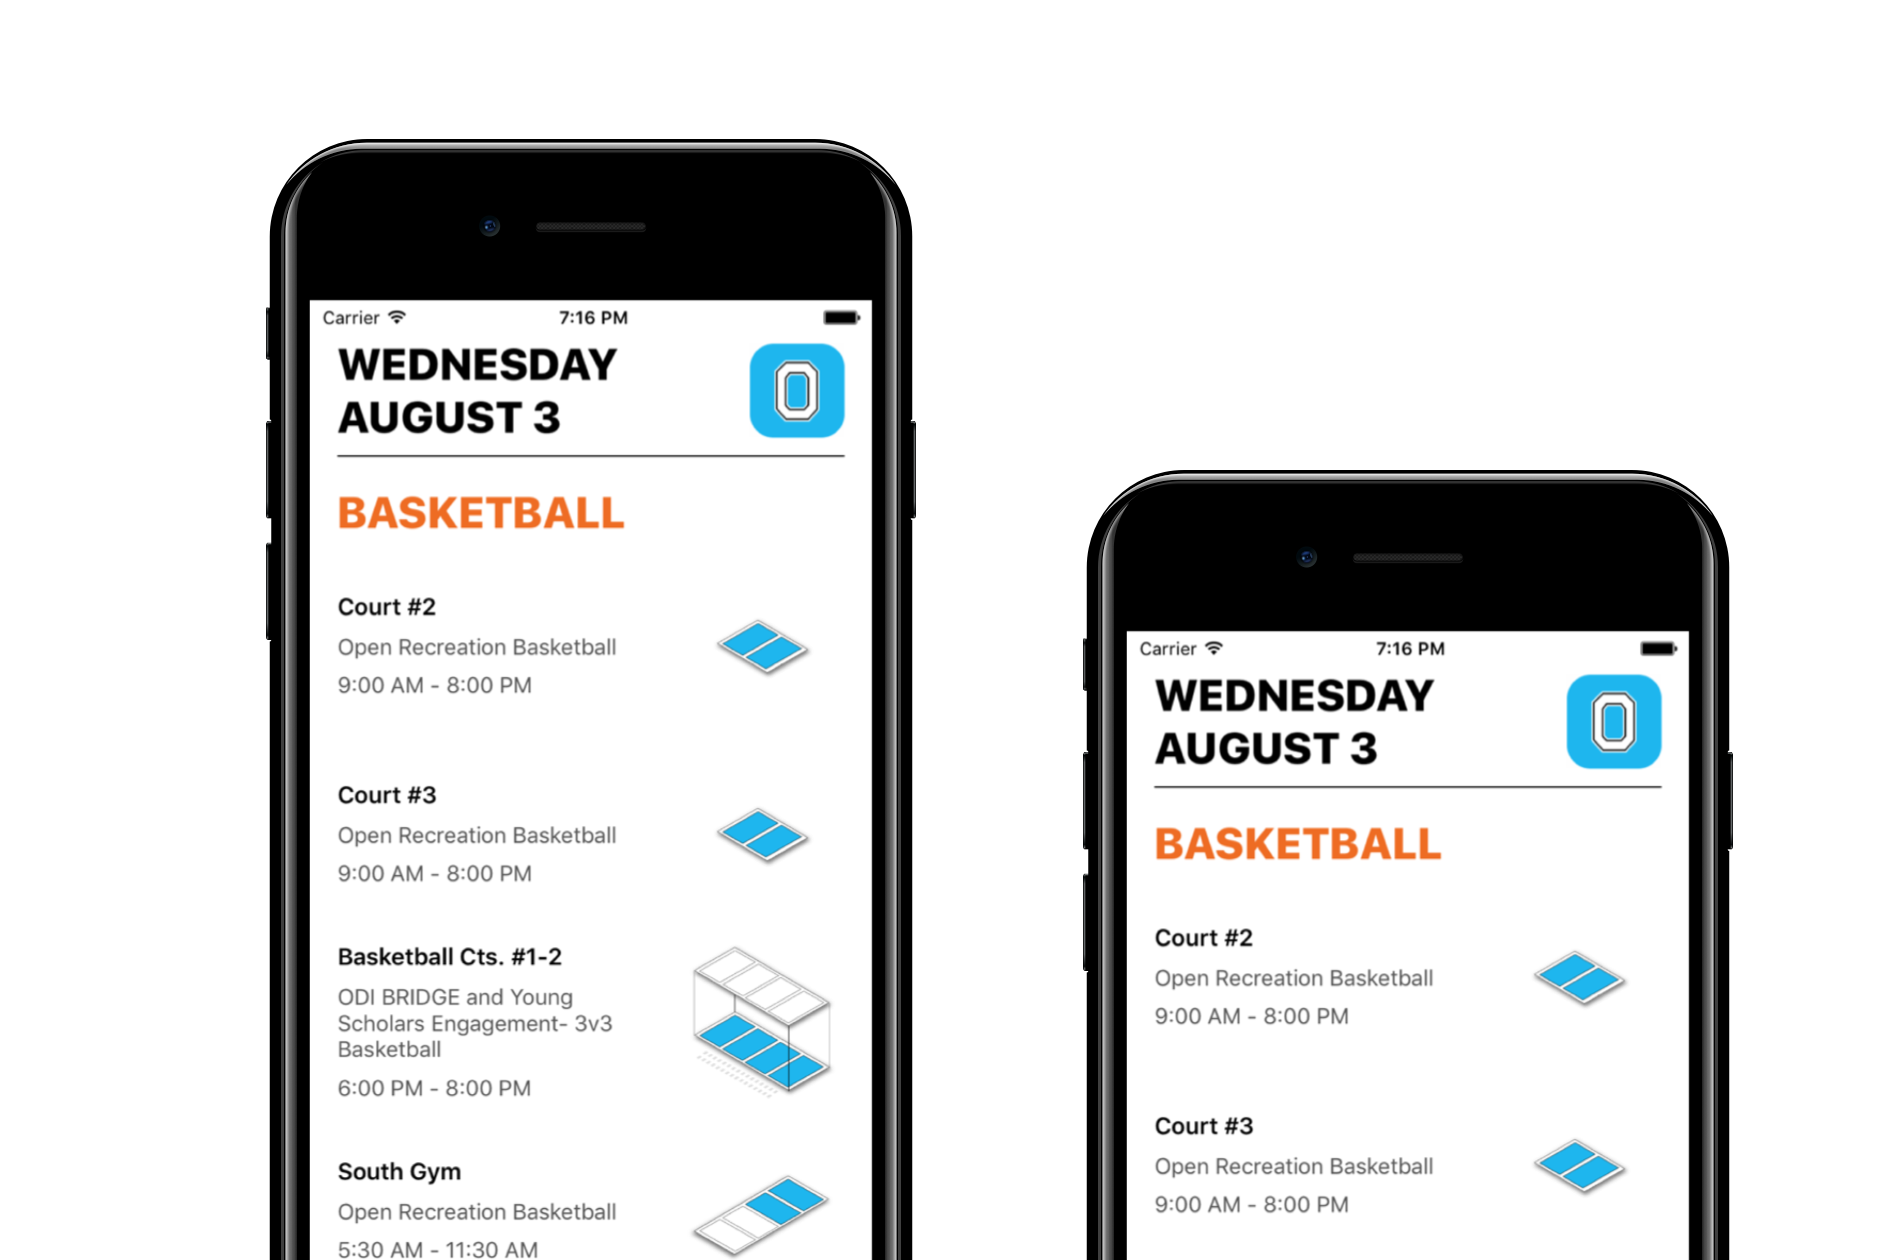 Carrier 7:16 PM
WEDNESDAY
AUGUST 3
O
BASKETBALL
Court #2
Open Recreation Basketball
9:00 AM - 8:00 PM
Court #3
Open Recreation Basketball
9:00 AM - 8:00 PM
Basketball Cts. #1-2
ODI BRIDGE and Young
Scholars Engagement- 3v3
Basketball
6:00 PM - 8:00 PM
South Gym
Open Recreation Basketball
5:30 AM - 11:30 AM
Carrier 7:16 PM
WEDNESDAY
AUGUST 3
O
BASKETBALL
Court #2
Open Recreation Basketball
9:00 AM - 8:00 PM
Court #3
Open Recreation Basketball
9:00 AM - 8:00 PM